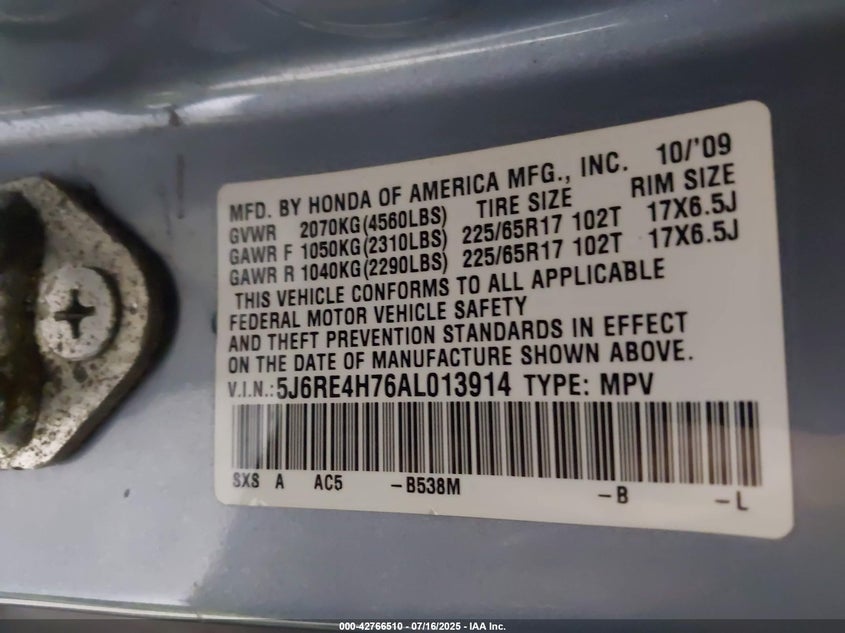 MFD. BY HONDA OF AMERICA MFG., INC. 10/'09
GVWR 2070KG(4560LBS) TIRE SIZE RIM SIZE
GAWR F 1050KG(2310LBS) 225/65R17 102T 17X6.5J
GAWR R 1040KG(2290LBS) 225/65R17 102T 17X6.5J
THIS VEHICLE CONFORMS TO ALL APPLICABLE
FEDERAL MOTOR VEHICLE SAFETY
AND THEFT PREVENTION STANDARDS IN EFFECT
ON THE DATE OF MANUFACTURE SHOWN ABOVE.
V.I.N.:5J6RE4H76AL013914 TYPE: MPV
SXS A AC5 -B538M -B -L
000-42766510 - 07/16/2025 - IAA Inc.